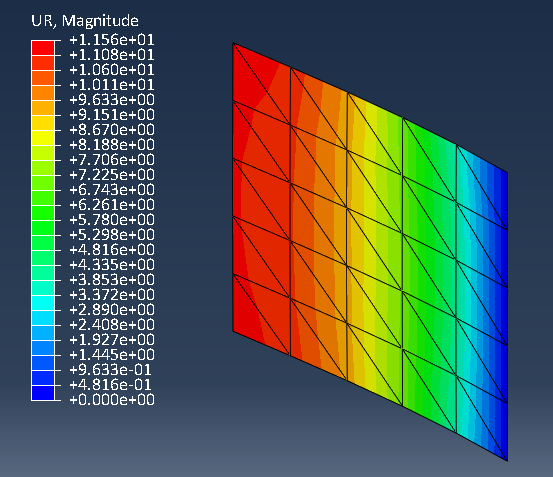 UR, Magnitude
+1.156e+01
+1.108e+01
+1.060e+01
+1.011e+01
+9.633e+00
+9.151e+00
+8.670e+00
+8.188e+00
+7.706e+00
+7.225e+00
+6.743e+00
+6.261e+00
+5.780e+00
+5.298e+00
+4.816e+00
+4.335e+00
+3.853e+00
+3.372e+00
+2.890e+00
+2.408e+00
+1.927e+00
+1.445e+00
+9.633e-01
+4.816e-01
+0.000e+00